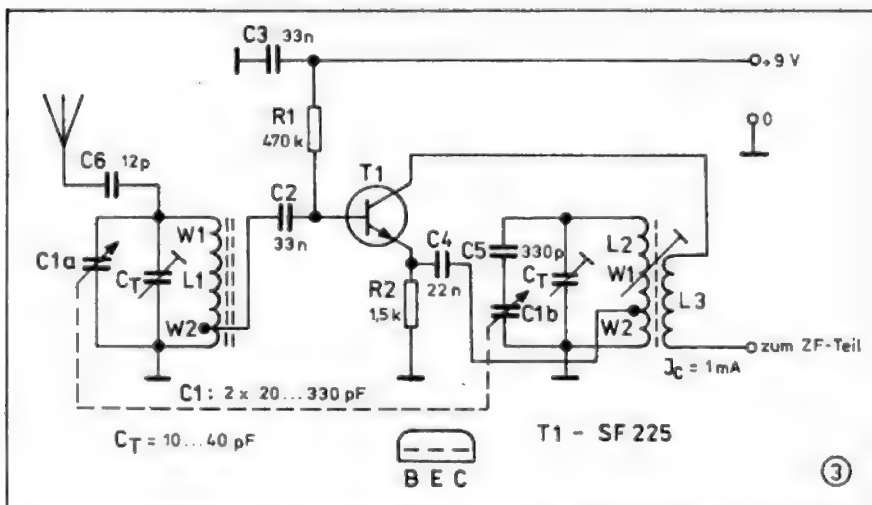 C3 33n
+9 V
R1
470 k
0
C6 12p
T1
C2
33n
W1
C1a
CT
L1
W2
R2
1,5 k
C4
22n
C5 330p
CT
C1b
L2
W1
W2
L3
zum ZF-Teil
Jc = 1mA
C1: 2 x 20...330 pF
CT = 10...40 pF
B E C
T1 - SF 225
3